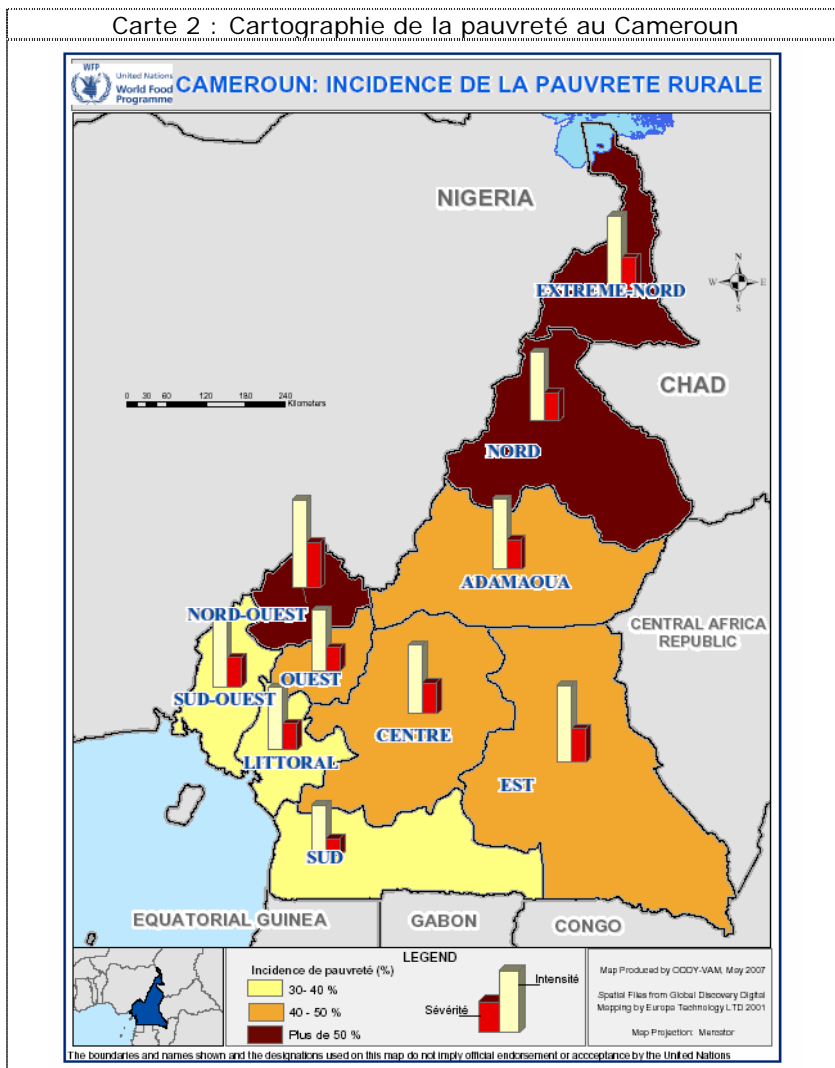 Carte 2 : Cartographie de la pauvreté au Cameroun
WFP
United Nations
World Food
Programme
CAMEROUN: INCIDENCE DE LA PAUVRETE RURALE
NIGERIA
N
W E
S
EXTREME-NORD
CHAD
0 30 60 120 180 240
Kilometers
NORD
ADAMAOUA
NORD-OUEST
CENTRAL AFRICA
REPUBLIC
OUEST
SUD-OUEST
CENTRE
LITTORAL
EST
SUD
EQUATORIAL GUINEA
GABON
CONGO
LEGEND
Incidence de pauvreté (%)
30- 40 %
40 - 50 %
Plus de 50 %
Intensité
Sévérité
Map Produced by ODDY-VAM, May 2007
Spatial Files from Global Discovery Digital
Mapping by Europa Technology LTD 2001
Map Projection: Mercator
The boundaries and names shown and the designations used on this map do not imply official endorsement or accceptance by the United Nations